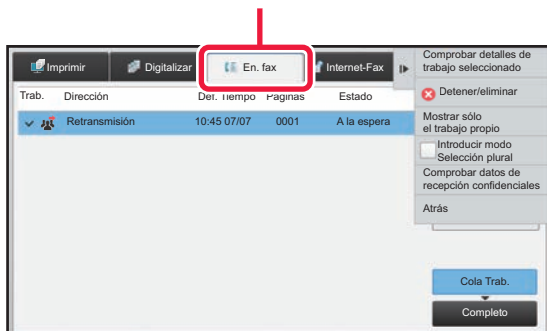 Imprimir
Digitalizar
En. fax
Internet-Fax
Trab. Dirección Def. Tiempo Páginas Estado
Retransmisión 10:45 07/07 0001 A la espera
Comprobar detalles de
trabajo seleccionado
Detener/eliminar
Mostrar sólo
el trabajo propio
Introducir modo
Selección plural
Comprobar datos de
recepción confidenciales
Atrás
Cola Trab.
Completo